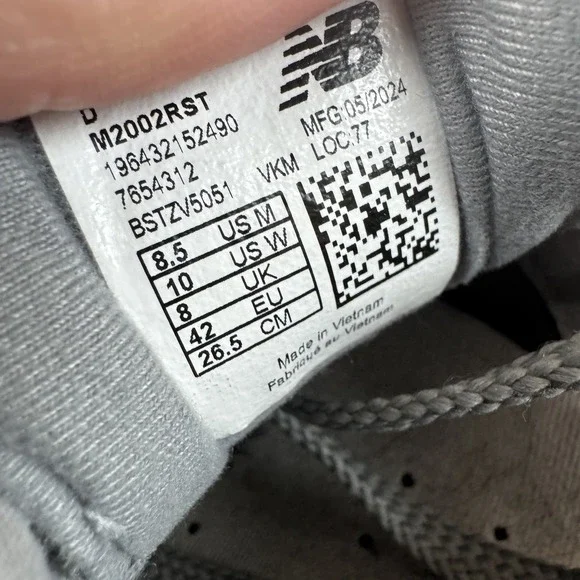 NB
D
M2002RST
196432152490
7654312
BSTZV5051 VKM
MFG:05/2024
LOC:77
8.5 US M
10 US W
8 UK
42 EU
26.5 CM
Made in Vietnam
Fabriqué au Vietnam